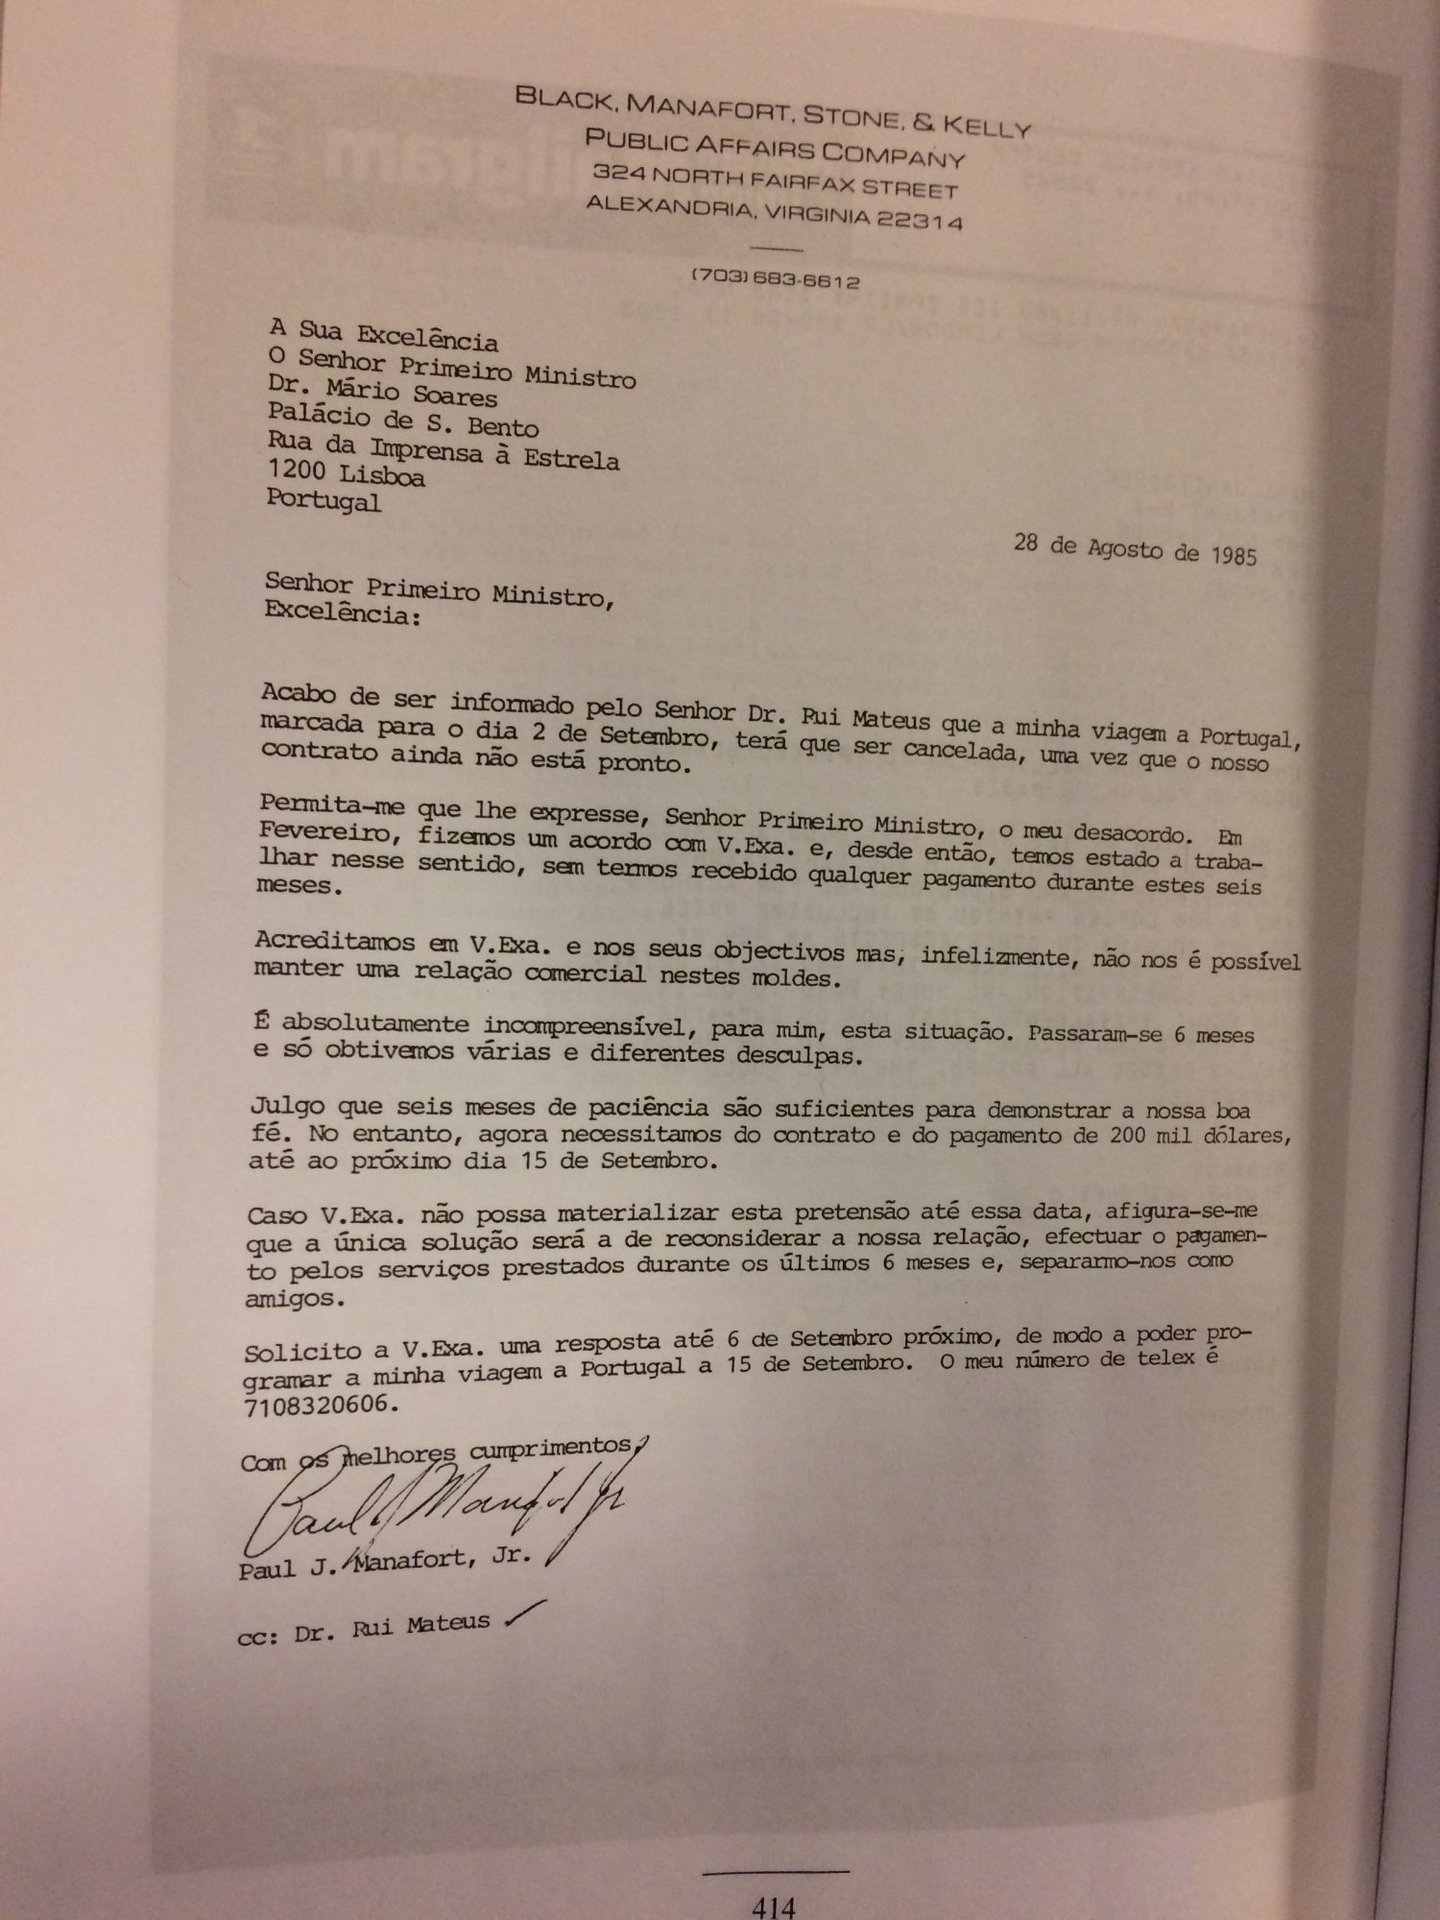 BLACK, MANAFORT, STONE, & KELLY
PUBLIC AFFAIRS COMPANY
324 NORTH FAIRFAX STREET
ALEXANDRIA, VIRGINIA 22314
(703) 683-6612
A Sua Excelência
O Senhor Primeiro Ministro
Dr. Mário Soares
Palácio de S. Bento
Rua da Imprensa à Estrela
1200 Lisboa
Portugal
28 de Agosto de 1985
Senhor Primeiro Ministro,
Excelência:
Acabo de ser informado pelo Senhor Dr. Rui Mateus que a minha viagem a Portugal,
marcada para o dia 2 de Setembro, terá que ser cancelada, uma vez que o nosso
contrato ainda não está pronto.
Permita-me que lhe expresse, Senhor Primeiro Ministro, o meu desacordo. Em
Fevereiro, fizemos um acordo com V.Exa. e, desde então, temos estado a traba-
lhar nesse sentido, sem termos recebido qualquer pagamento durante estes seis
meses.
Acreditamos em V.Exa. e nos seus objectivos mas, infelizmente, não nos é possível
manter uma relação comercial nestes moldes.
É absolutamente incompreensível, para mim, esta situação. Passaram-se 6 meses
e só obtivemos várias e diferentes desculpas.
Julgo que seis meses de paciência são suficientes para demonstrar a nossa boa
fé. No entanto, agora necessitamos do contrato e do pagamento de 200 mil dólares,
até ao próximo dia 15 de Setembro.
Caso V.Exa. não possa materializar esta pretensão até essa data, afigura-se-me
que a única solução será a de reconsiderar a nossa relação, efectuar o pagamen-
to pelos serviços prestados durante os últimos 6 meses e, separarmo-nos como
amigos.
Solicito a V.Exa. uma resposta até 6 de Setembro próximo, de modo a poder pro-
gramar a minha viagem a Portugal a 15 de Setembro. O meu número de telex é
7108320606.
Com os melhores cumprimentos,
Paul J Manafort Jr
Paul J. Manafort, Jr.
cc: Dr. Rui Mateus
414